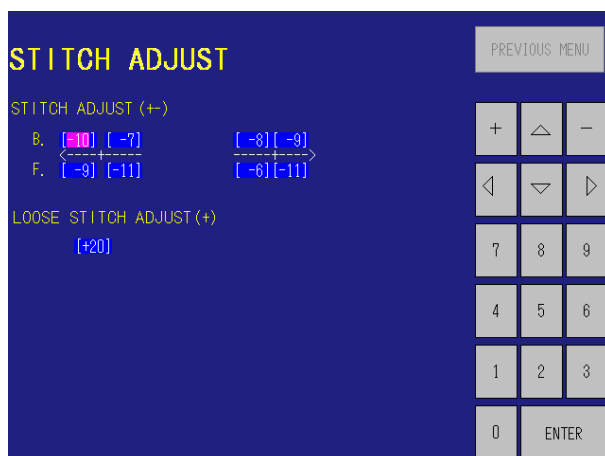 STITCH ADJUST
PREVIOUS MENU
STITCH ADJUST(+-)
B. [-10] [ -7] [ -8][ -9]
<----+---- ----+---->
F. [ -9] [-11] [ -6][-11]
LOOSE STITCH ADJUST(+)
[+20]
+ △ −
◁ ▽ ▷
7 8 9
4 5 6
1 2 3
0 ENTER